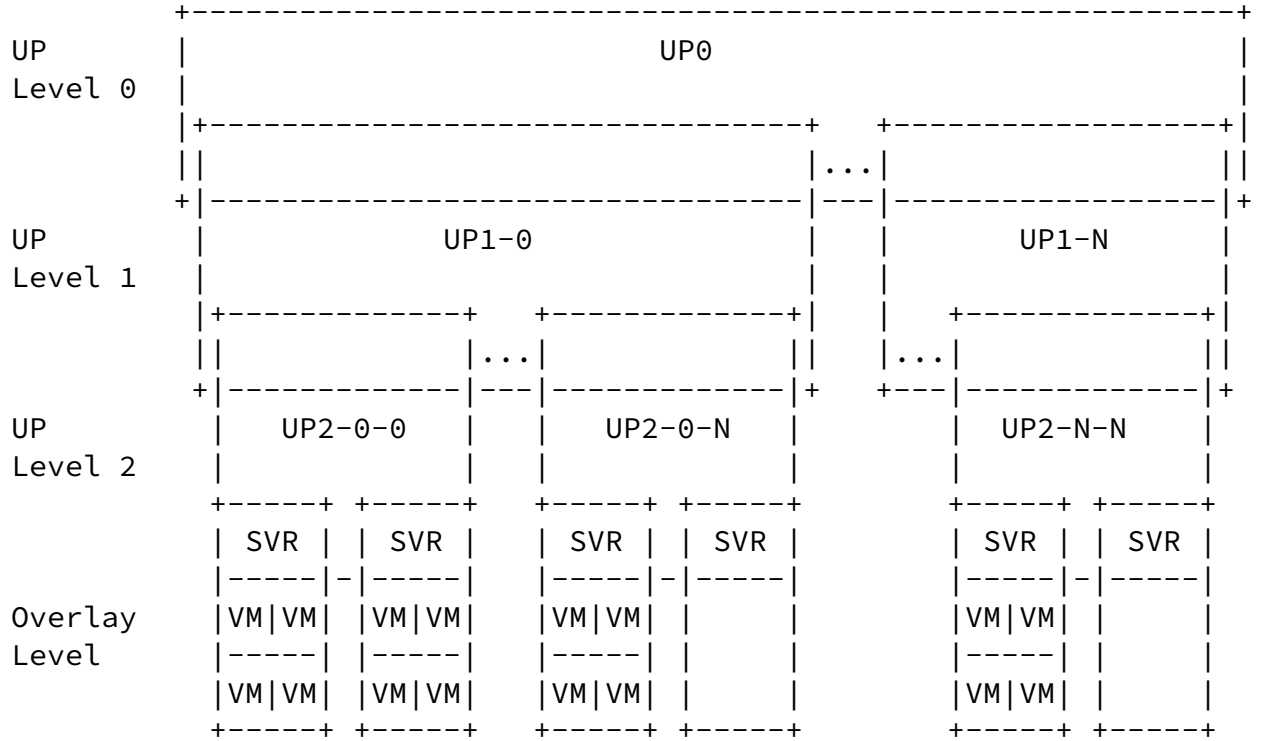 +----------------------------------------------------------+
UP            |                          UP0                             |
Level 0       |                                                          |
              |+---------------------------------+   +------------------+|
              ||                                 |...|                  ||
              +|---------------------------------|---|------------------|+
UP             |             UP1-0               |   |       UP1-N      |
Level 1        |                                 |   |                  |
               |+-------------+   +-------------+|   |   +-------------+|
               ||             |...|             ||   |...|             ||
               +|-------------|---|-------------|+   +---|-------------|+
UP              |   UP2-0-0   |   |   UP2-0-N   |        |  UP2-N-N    |
Level 2         |             |   |             |        |             |
                +-----+ +-----+   +-----+ +-----+        +-----+ +-----+
                | SVR | | SVR |   | SVR | | SVR |        | SVR | | SVR |
                |-----|-|-----|   |-----|-|-----|        |-----|-|-----|
Overlay         |VM|VM| |VM|VM|   |VM|VM| |     |        |VM|VM| |     |
Level           |-----| |-----|   |-----| |     |        |-----| |     |
                |VM|VM| |VM|VM|   |VM|VM| |     |        |VM|VM| |     |
                +-----+ +-----+   +-----+ +-----+        +-----+ +-----+